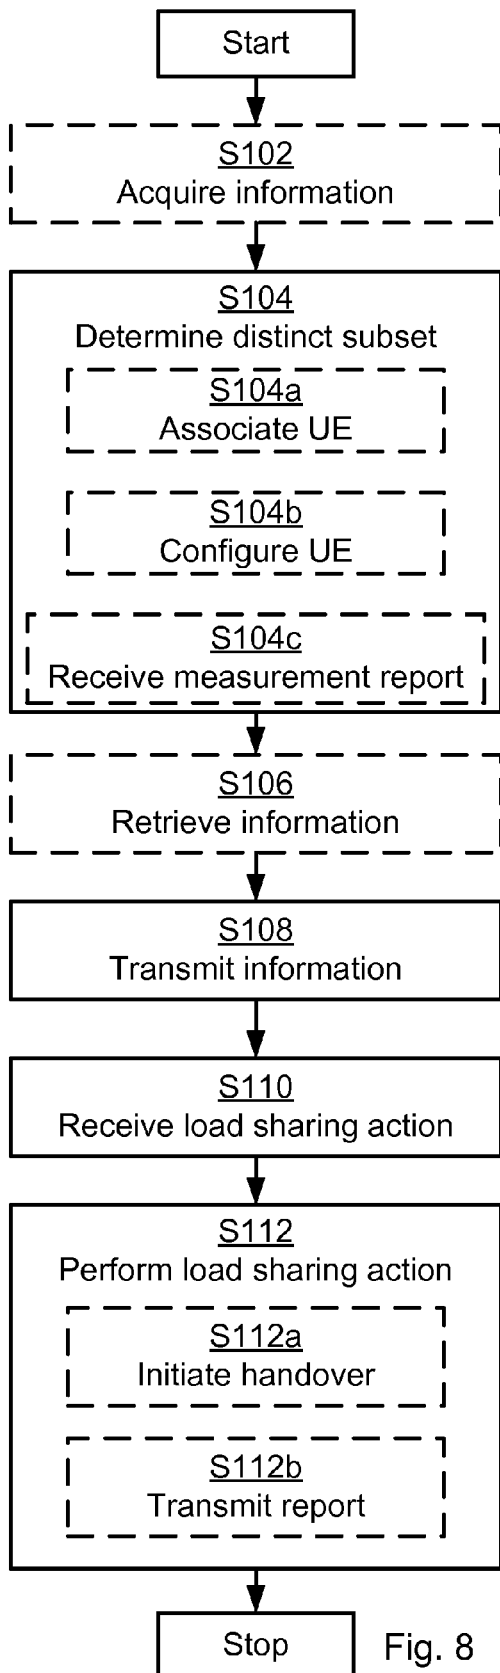 Start
S102
Acquire information
S104
Determine distinct subset
S104a
Associate UE
S104b
Configure UE
S104c
Receive measurement report
S106
Retrieve information
S108
Transmit information
S110
Receive load sharing action
S112
Perform load sharing action
S112a
Initiate handover
S112b
Transmit report
Stop
Fig. 8